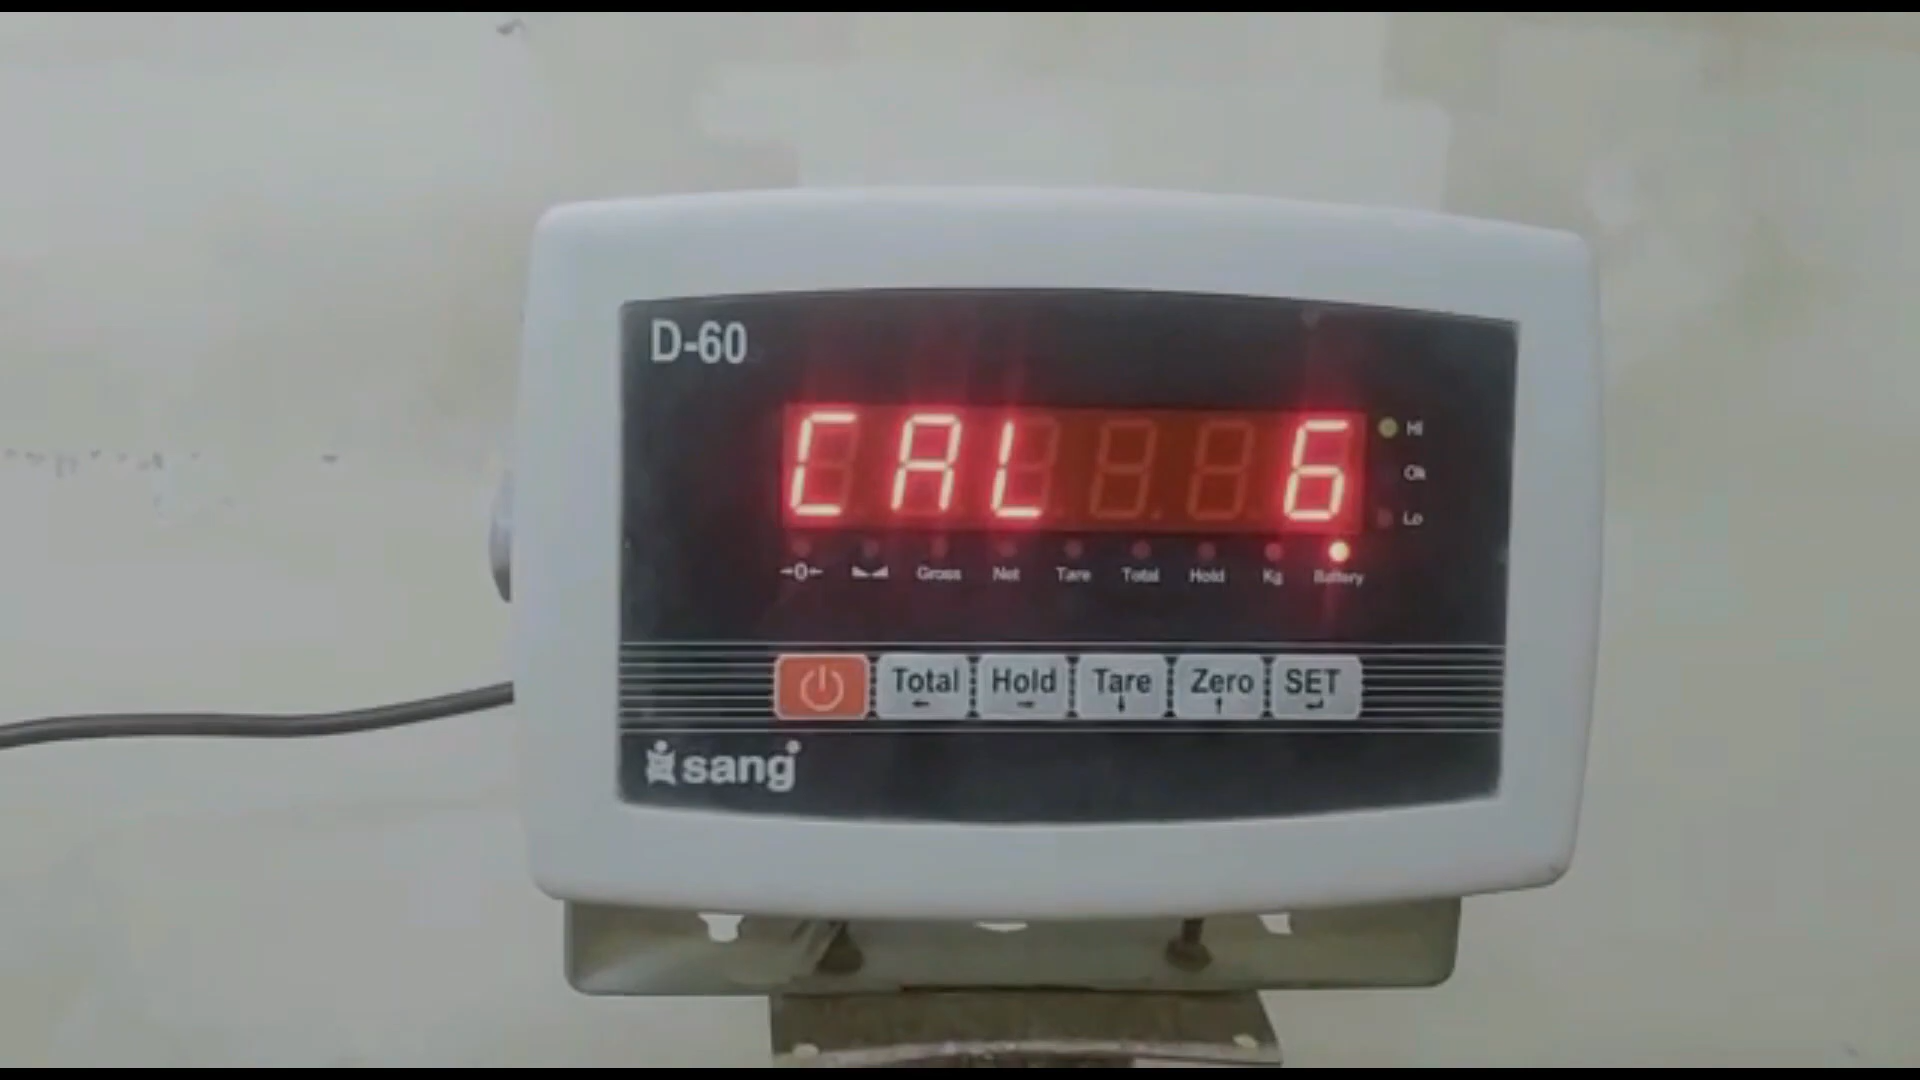 D-60
CAL 6
Hi
Ok
Lo
→0← Gross Net Tare Total Hold Kg Battery
Total Hold Tare Zero SET
← → ↓ ↑ ↵
sang